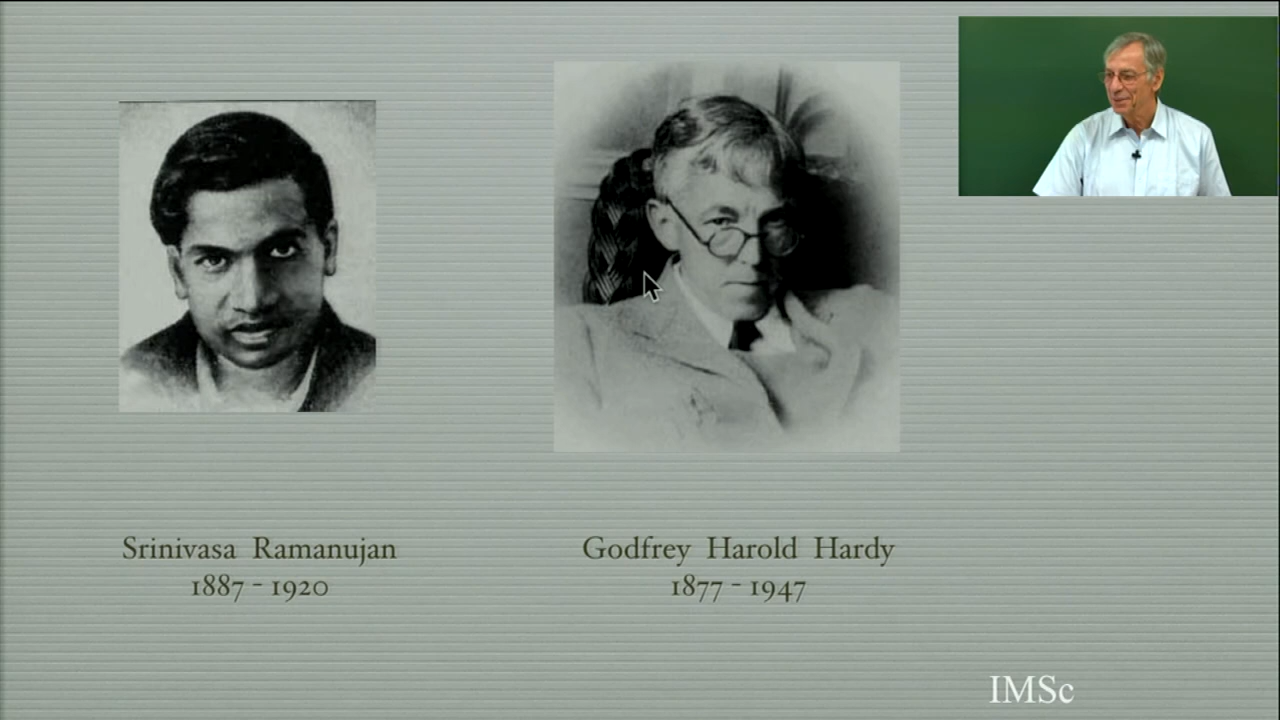 Srinivasa Ramanujan
1887 - 1920
Godfrey Harold Hardy
1877 - 1947
IMSc